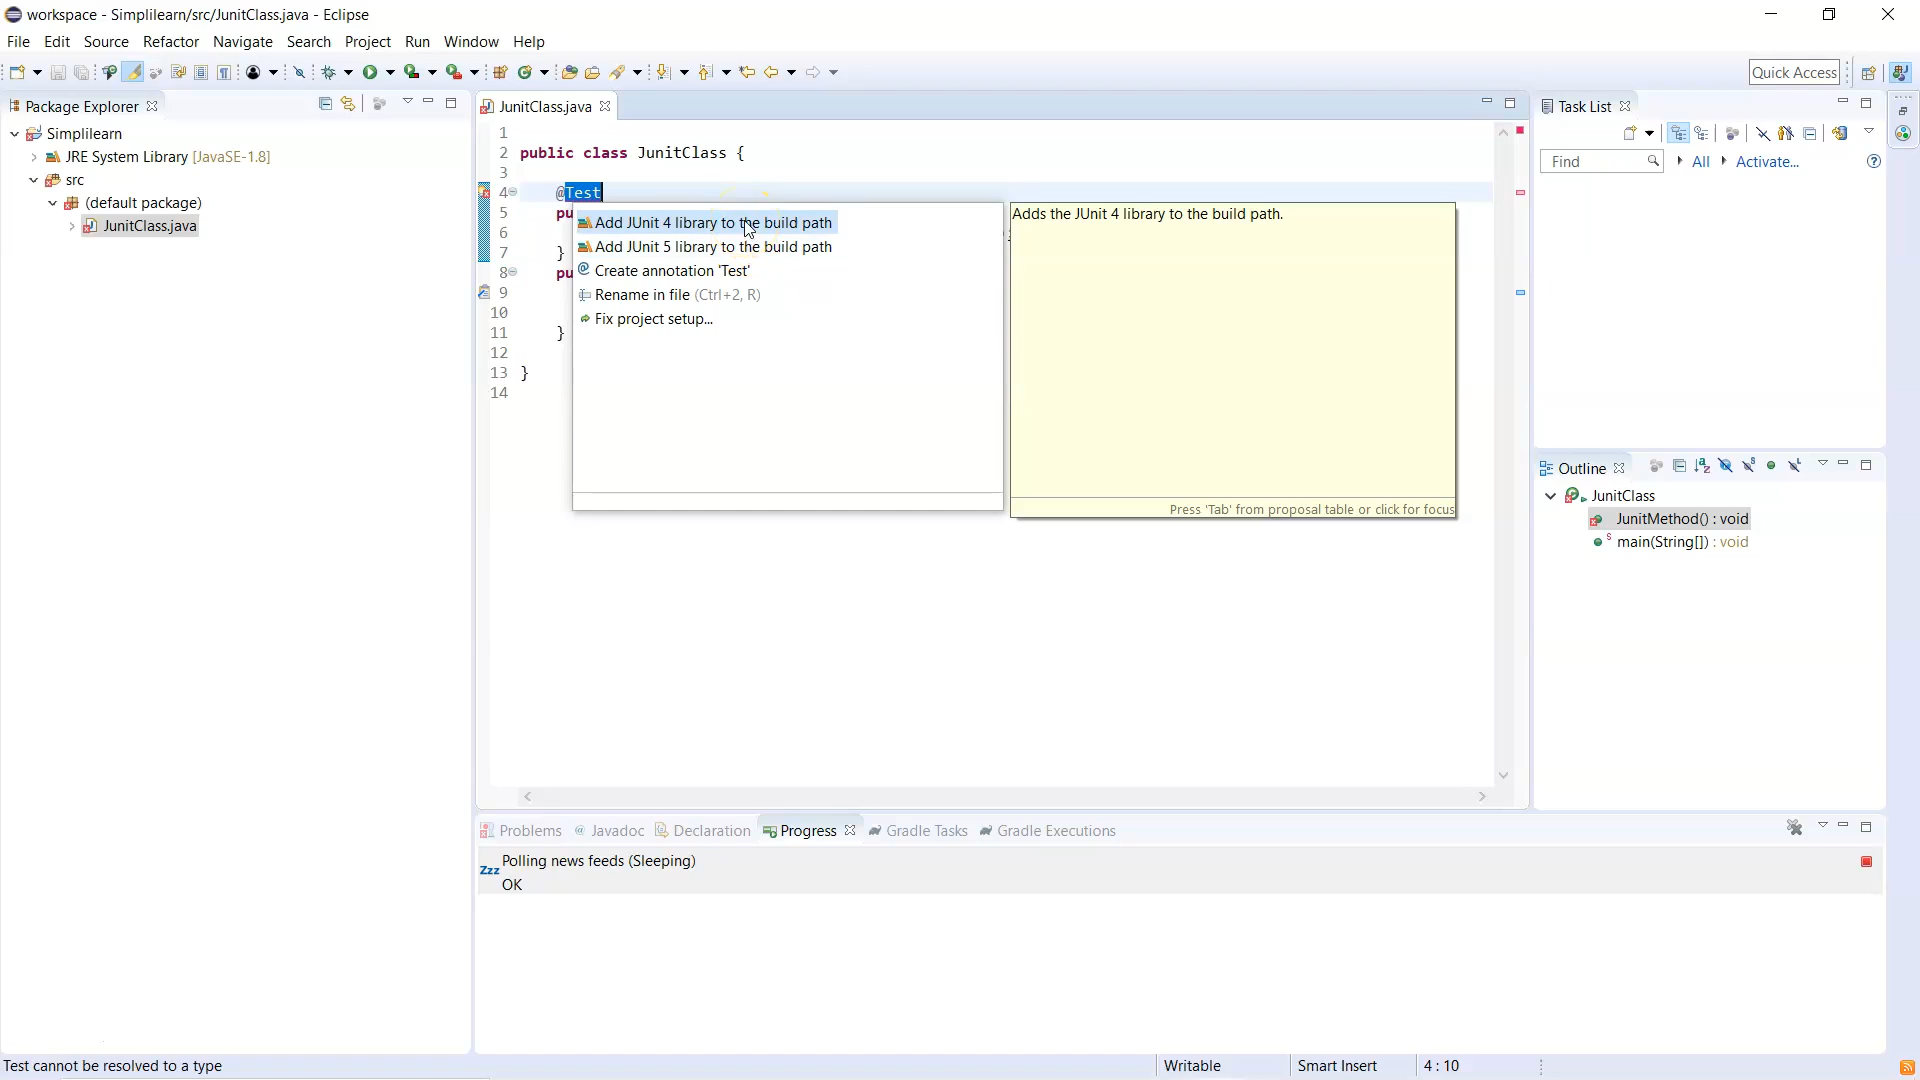 workspace - Simplilearn/src/JunitClass.java - Eclipse
File Edit Source Refactor Navigate Search Project Run Window Help
Quick Access
Package Explorer
Simplilearn
JRE System Library [JavaSE-1.8]
src
(default package)
JunitClass.java
JunitClass.java
1
2 public class JunitClass {
3
4 @Test
5 pu
6
7 }
8 pu
9
10
11 }
12
13 }
14
Add JUnit 4 library to the build path
Add JUnit 5 library to the build path
Create annotation 'Test'
Rename in file (Ctrl+2, R)
Fix project setup...
Adds the JUnit 4 library to the build path.
Press 'Tab' from proposal table or click for focus
Task List
Find All Activate...
Outline
JunitClass
JunitMethod() : void
main(String[]) : void
Problems Javadoc Declaration Progress Gradle Tasks Gradle Executions
Polling news feeds (Sleeping)
OK
Test cannot be resolved to a type
Writable Smart Insert 4 : 10